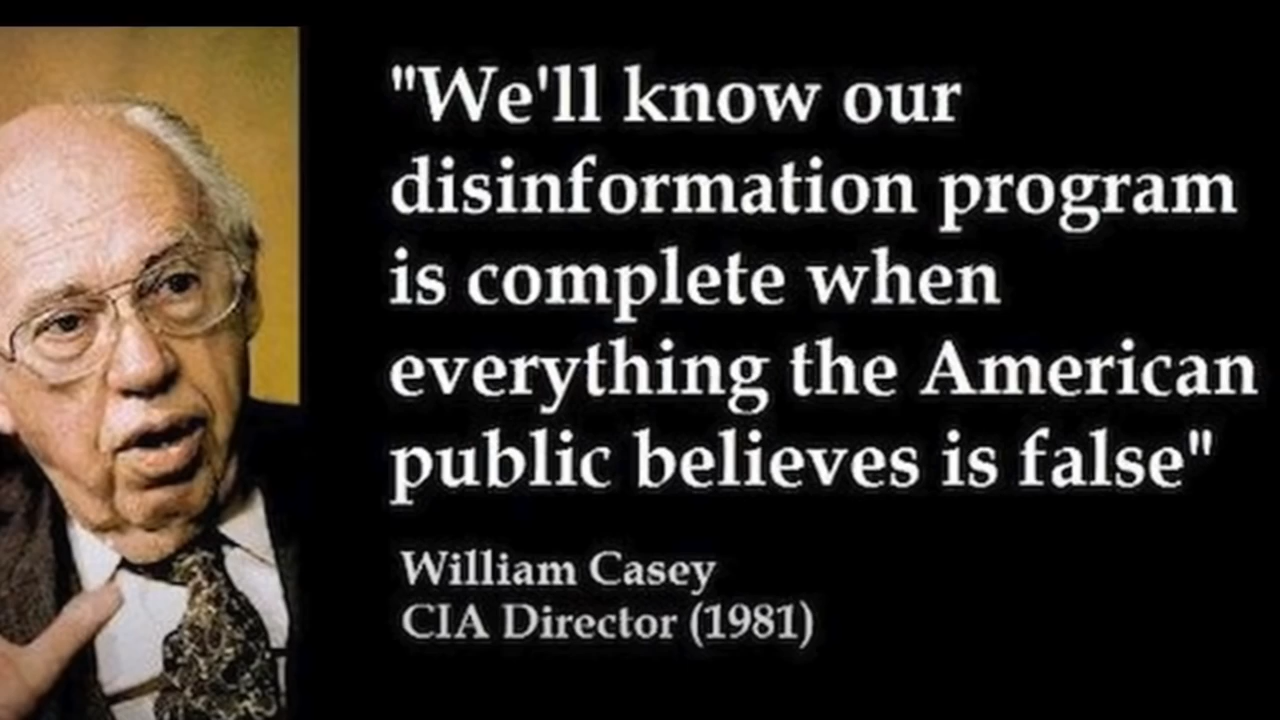 "We'll know our
disinformation program
is complete when
everything the American
public believes is false"
William Casey
CIA Director (1981)